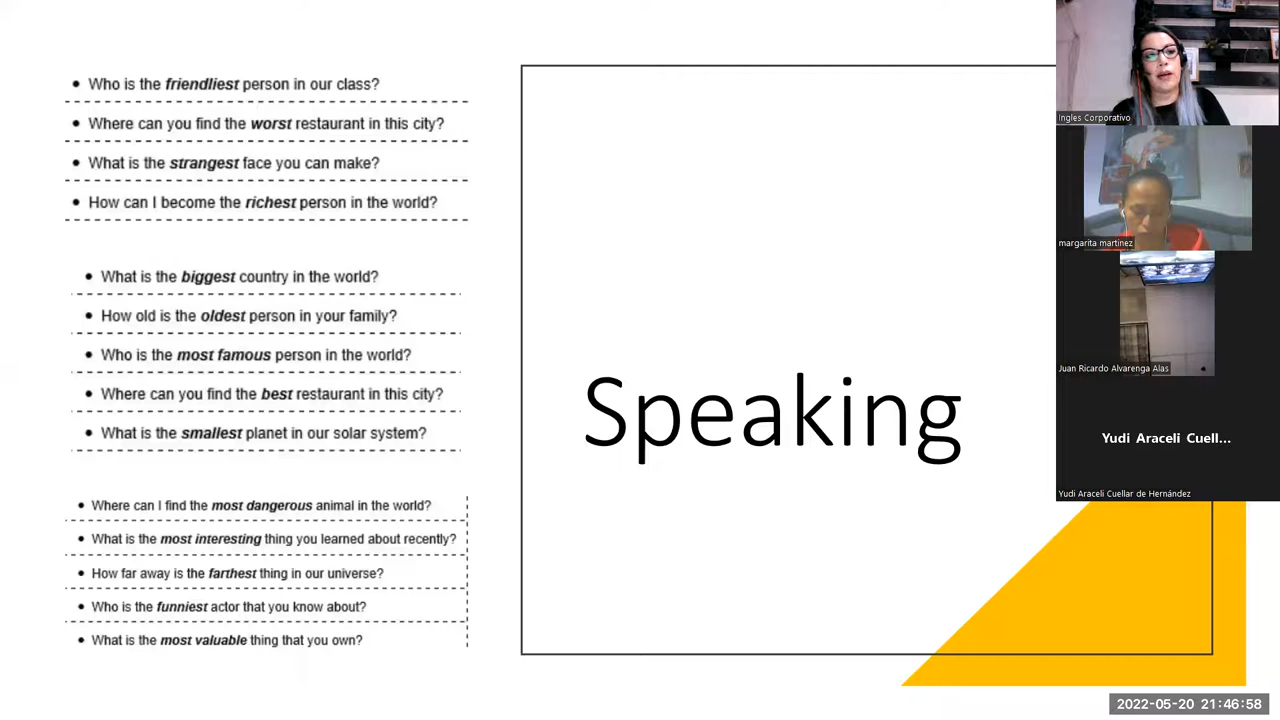 • Who is the friendliest person in our class?
• Where can you find the worst restaurant in this city?
• What is the strangest face you can make?
• How can I become the richest person in the world?
• What is the biggest country in the world?
• How old is the oldest person in your family?
• Who is the most famous person in the world?
• Where can you find the best restaurant in this city?
• What is the smallest planet in our solar system?
• Where can I find the most dangerous animal in the world?
• What is the most interesting thing you learned about recently?
• How far away is the farthest thing in our universe?
• Who is the funniest actor that you know about?
• What is the most valuable thing that you own?
Speaking
Ingles Corporativo
margarita martinez
Juan Ricardo Alvarenga Alas
Yudi Araceli Cuell...
Yudi Araceli Cuellar de Hernández
2022-05-20 21:46:58